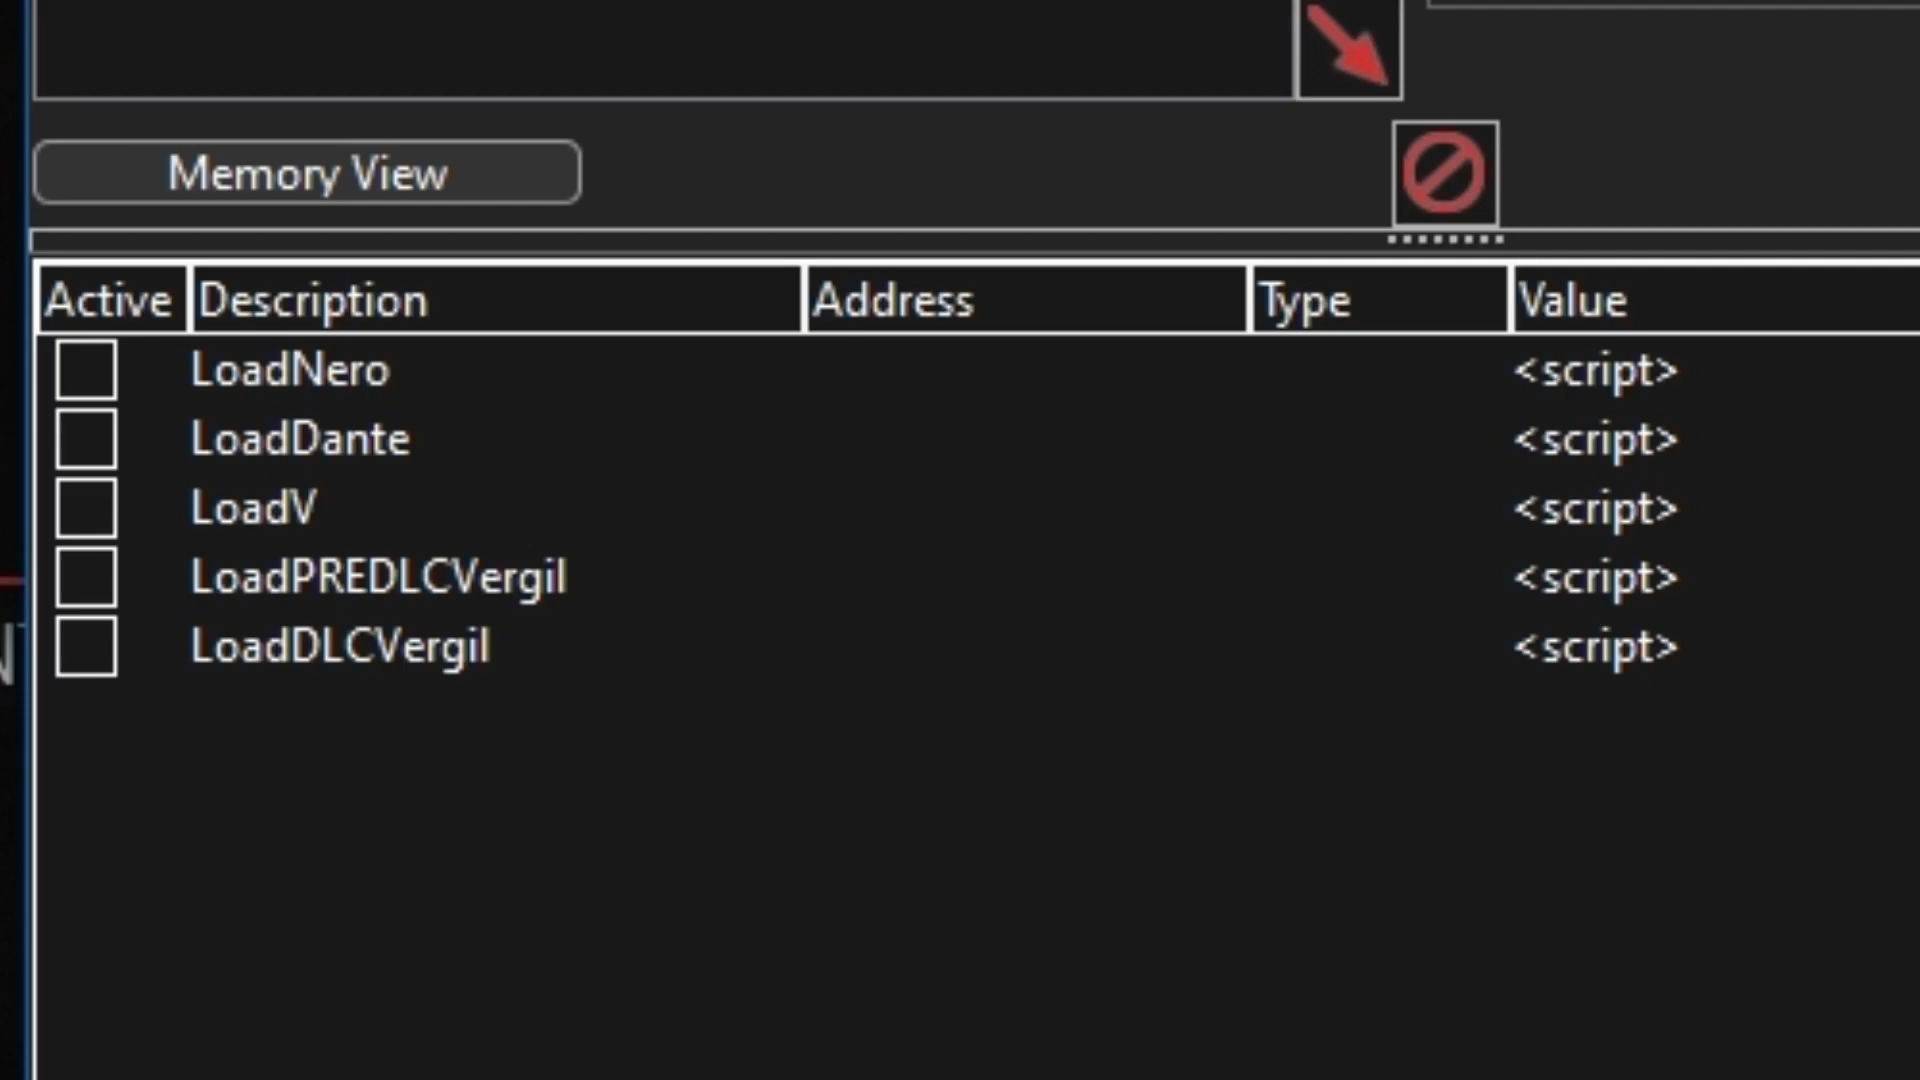 Memory View
Active Description Address Type Value
LoadNero <script>
LoadDante <script>
LoadV <script>
LoadPREDLCVergil <script>
LoadDLCVergil <script>